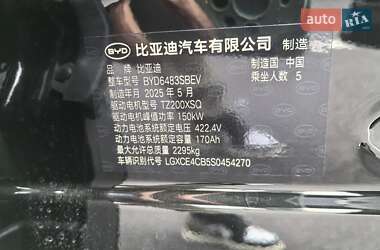 auto RIA
BYD 比亚迪汽车有限公司 制造
品 牌 比亚迪 制造国 中国
整车型号 BYD6483SBEV 乘坐人数 5
制造年月 2025 年 5 月
驱动电机型号 TZ200XSQ
驱动电机峰值功率 150kW
动力电池系统额定电压 422.4V
动力电池系统额定容量 170Ah
最大允许总质量 2295kg
车辆识别代号 LGXCE4CB5S0454270